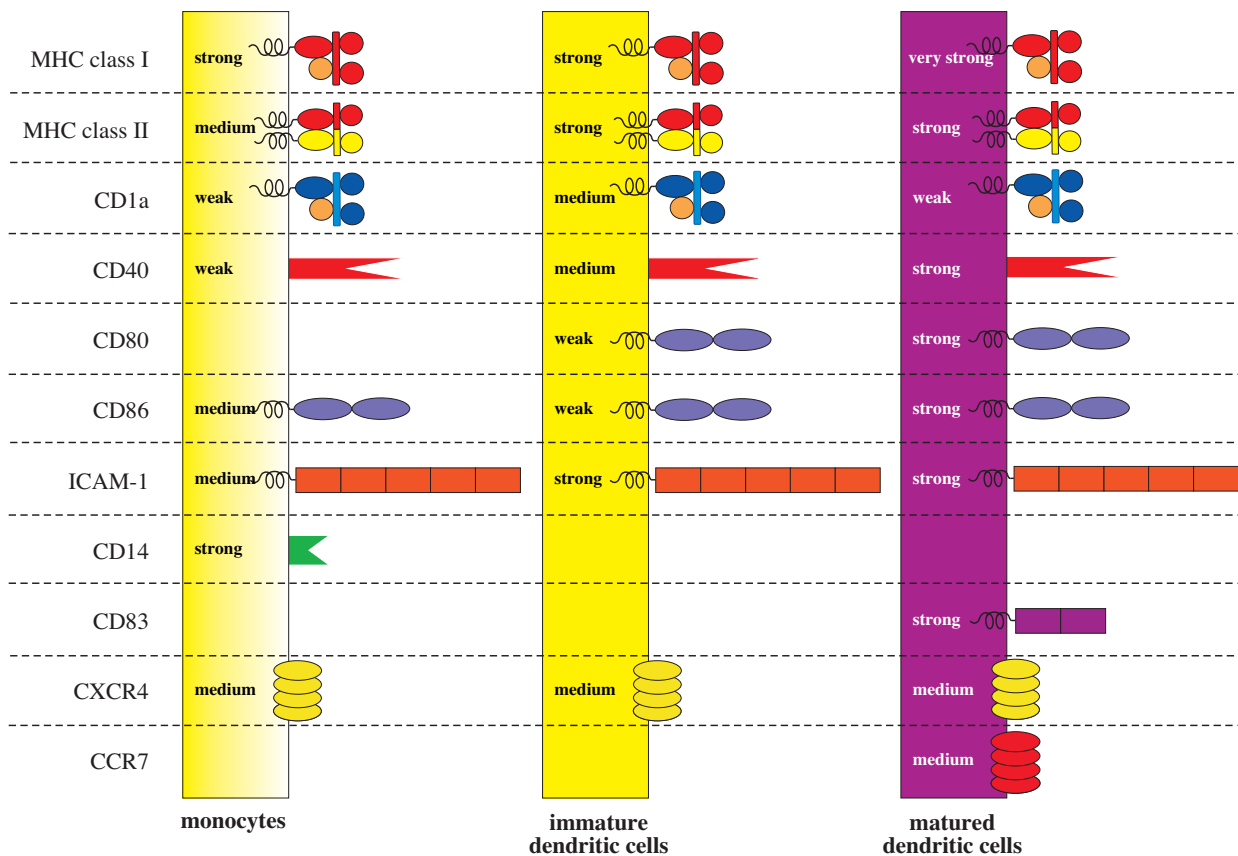 MHC class I strong strong very strong
MHC class II medium strong strong
CD1a weak medium weak
CD40 weak medium strong
CD80 weak strong
CD86 medium weak strong
ICAM-1 medium strong strong
CD14 strong
CD83 strong
CXCR4 medium medium medium
CCR7 medium
monocytes immature matured
dendritic cells dendritic cells